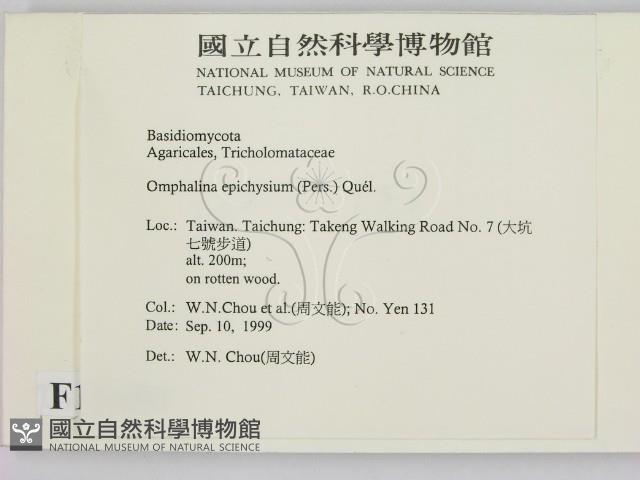 國立自然科學博物館
NATIONAL MUSEUM OF NATURAL SCIENCE
TAICHUNG, TAIWAN, R.O.CHINA
Basidiomycota
Agaricales, Tricholomataceae
Omphalina epichysium (Pers.) Quél.
Loc.: Taiwan. Taichung: Takeng Walking Road No. 7 (大坑
七號步道)
alt. 200m;
on rotten wood.
Col.: W.N.Chou et al.(周文能); No. Yen 131
Date: Sep. 10, 1999
Det.: W.N. Chou(周文能)
國立自然科學博物館
NATIONAL MUSEUM OF NATURAL SCIENCE